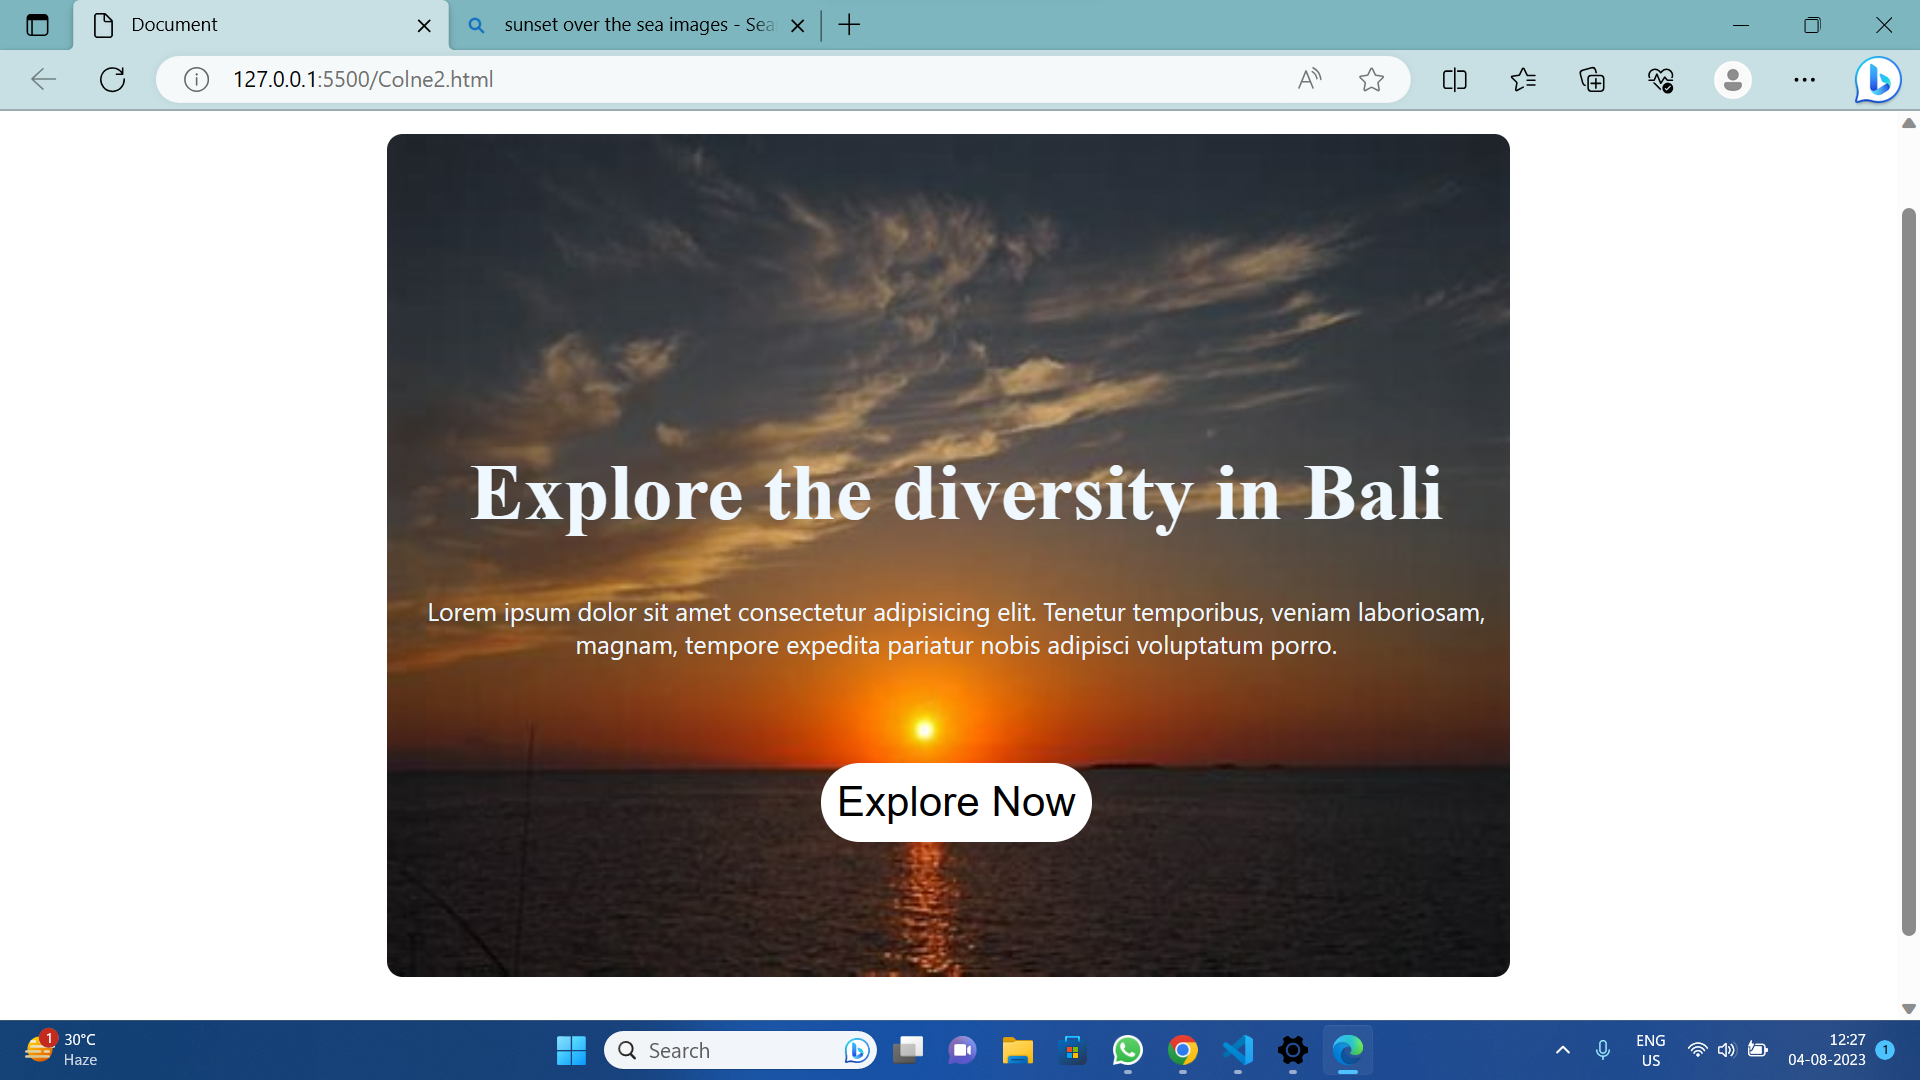 Document
sunset over the sea images - Sea
127.0.0.1:5500/Colne2.html
Explore the diversity in Bali
Lorem ipsum dolor sit amet consectetur adipisicing elit. Tenetur temporibus, veniam laboriosam,
magnam, tempore expedita pariatur nobis adipisci voluptatum porro.
Explore Now
1
30°C
Haze
Search
ENG
US
12:27
04-08-2023
1